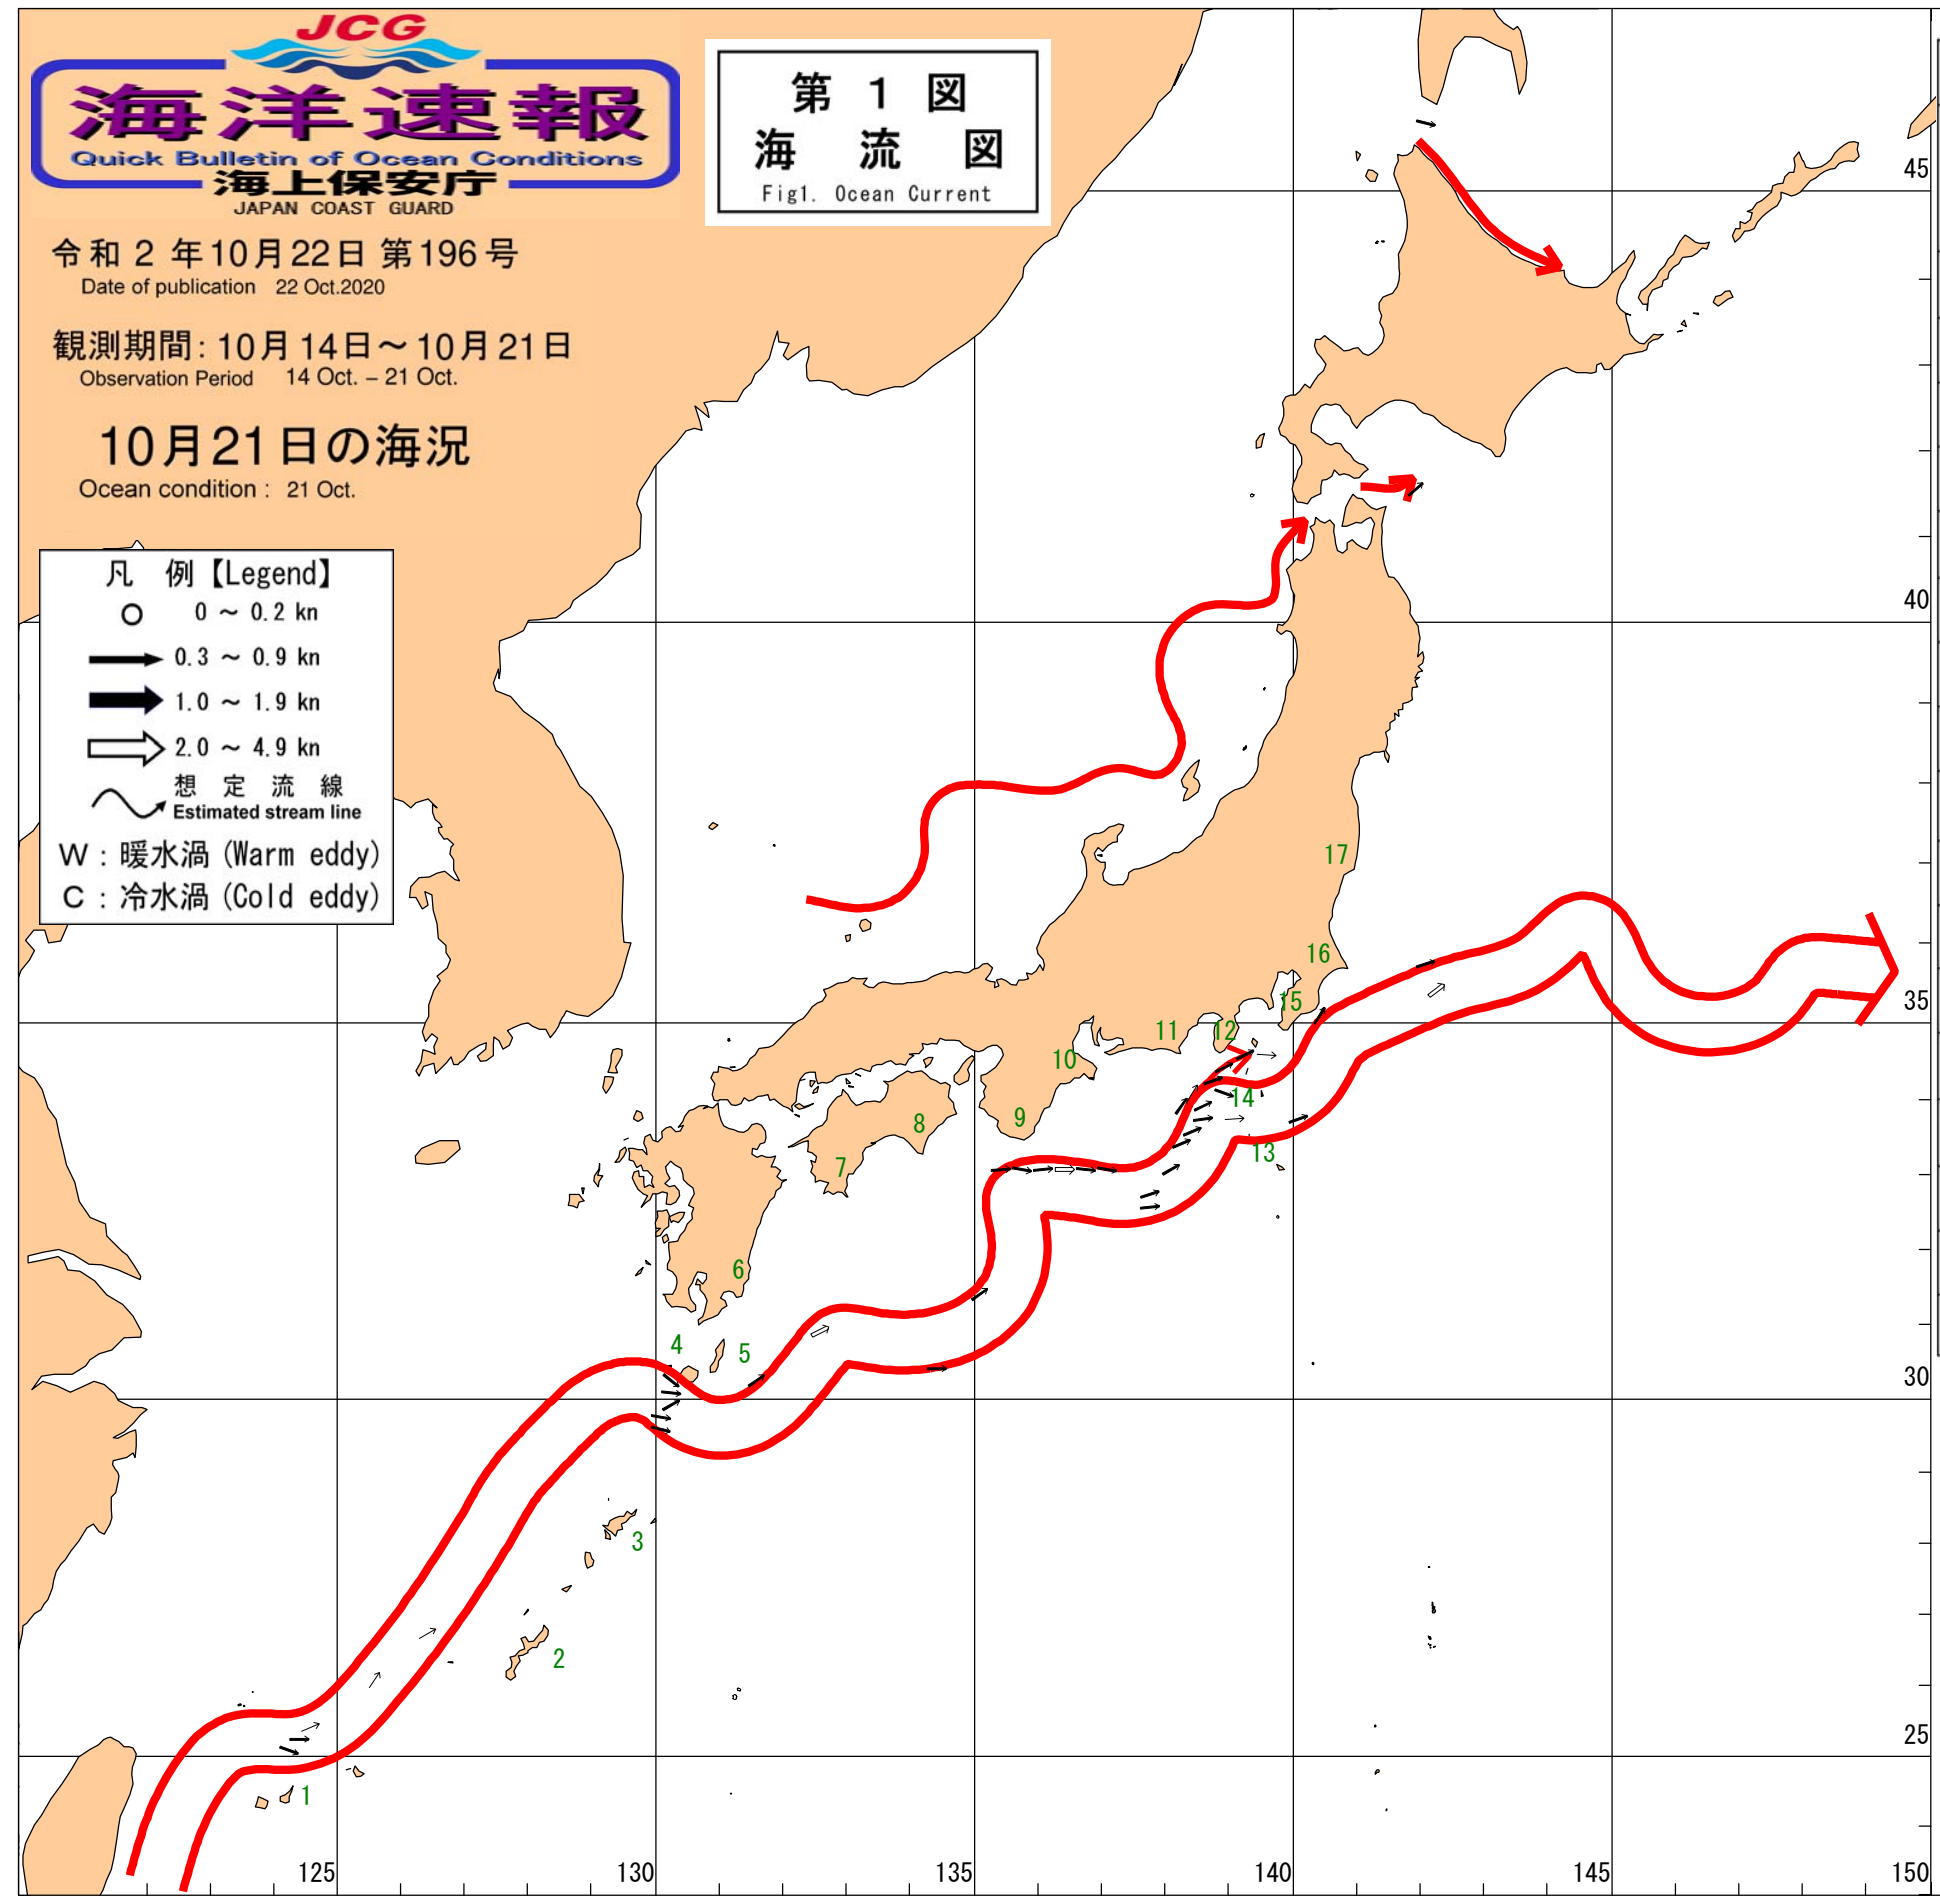 JCG
海洋速報
Quick Bulletin of Ocean Conditions
海上保安庁
JAPAN COAST GUARD
第 1 図
海 流 図
Fig1. Ocean Current
令和 2 年10月22日 第196号
Date of publication 22 Oct.2020
観測期間: 10月14日～10月21日
Observation Period 14 Oct. – 21 Oct.
10月21日の海況
Ocean condition : 21 Oct.
凡 例【Legend】
0 ～ 0.2 kn
0.3 ～ 0.9 kn
1.0 ～ 1.9 kn
2.0 ～ 4.9 kn
想 定 流 線
Estimated stream line
W : 暖水渦 (Warm eddy)
C : 冷水渦 (Cold eddy)
45
40
17
16
35
15
12
11
10
14
9
8
13
7
6
4
5
30
3
2
25
1
125
130
135
140
145
150